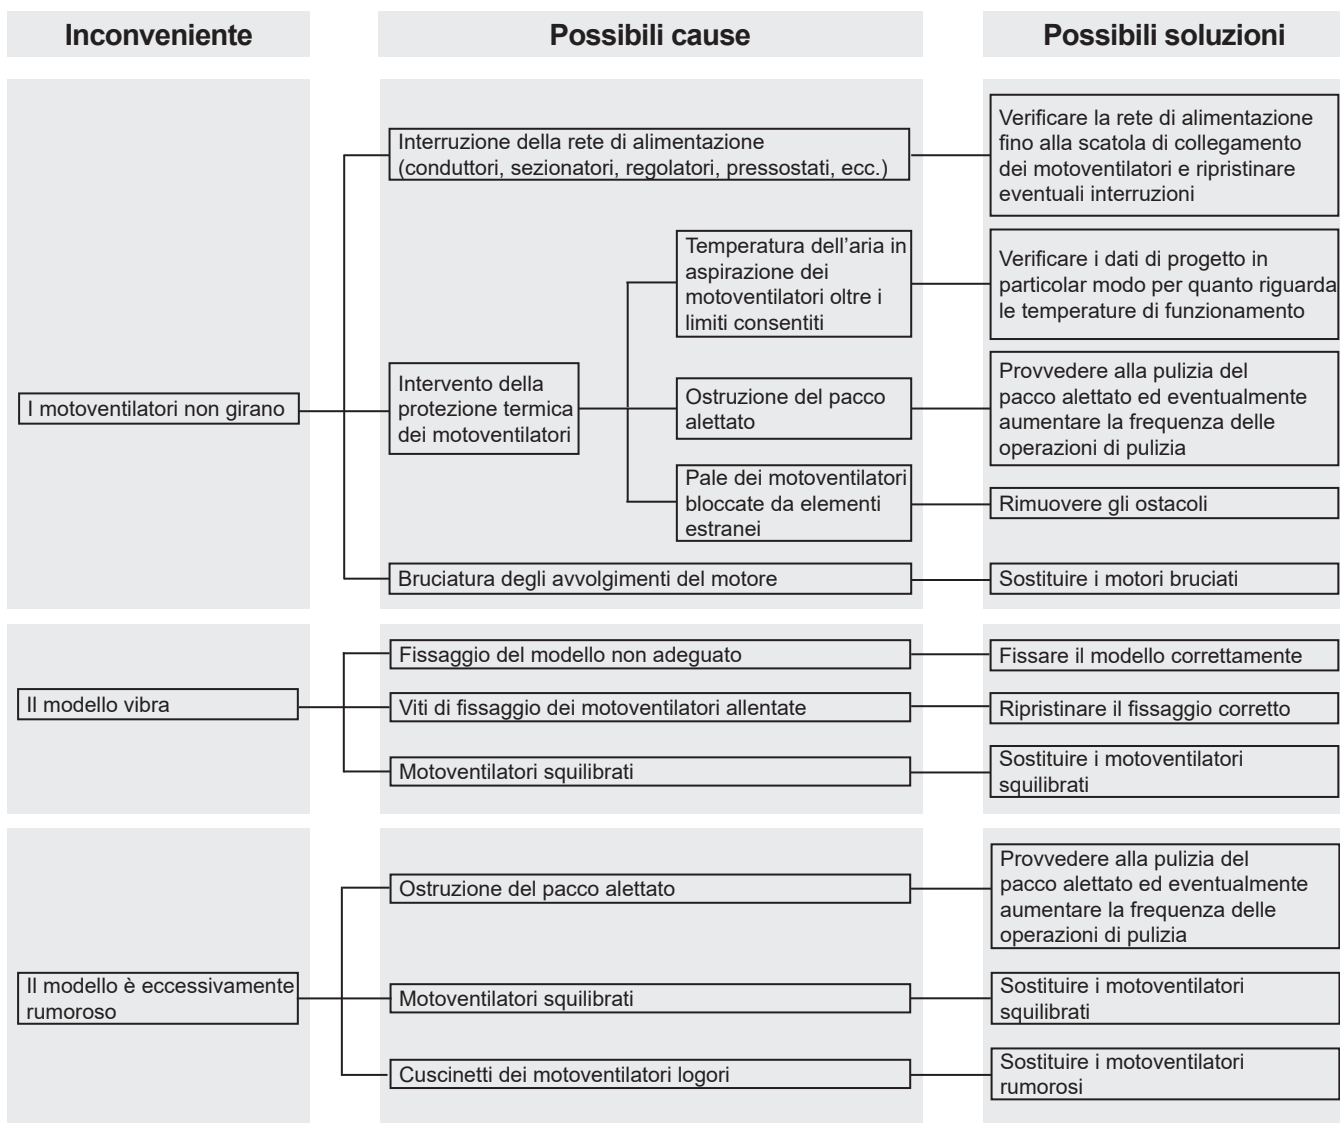 Inconveniente
Possibili cause
Possibili soluzioni
I motoventilatori non girano
Interruzione della rete di alimentazione
(conduttori, sezionatori, regolatori, pressostati, ecc.)
Verificare la rete di alimentazione
fino alla scatola di collegamento
dei motoventilatori e ripristinare
eventuali interruzioni
Intervento della
protezione termica
dei motoventilatori
Temperatura dell’aria in
aspirazione dei
motoventilatori oltre i
limiti consentiti
Verificare i dati di progetto in
particolar modo per quanto riguarda
le temperature di funzionamento
Ostruzione del pacco
alettato
Provvedere alla pulizia del
pacco alettato ed eventualmente
aumentare la frequenza delle
operazioni di pulizia
Pale dei motoventilatori
bloccate da elementi
estranei
Rimuovere gli ostacoli
Bruciatura degli avvolgimenti del motore
Sostituire i motori bruciati
Il modello vibra
Fissaggio del modello non adeguato
Fissare il modello correttamente
Viti di fissaggio dei motoventilatori allentate
Ripristinare il fissaggio corretto
Motoventilatori squilibrati
Sostituire i motoventilatori
squilibrati
Il modello è eccessivamente
rumoroso
Ostruzione del pacco alettato
Provvedere alla pulizia del
pacco alettato ed eventualmente
aumentare la frequenza delle
operazioni di pulizia
Motoventilatori squilibrati
Sostituire i motoventilatori
squilibrati
Cuscinetti dei motoventilatori logori
Sostituire i motoventilatori
rumorosi